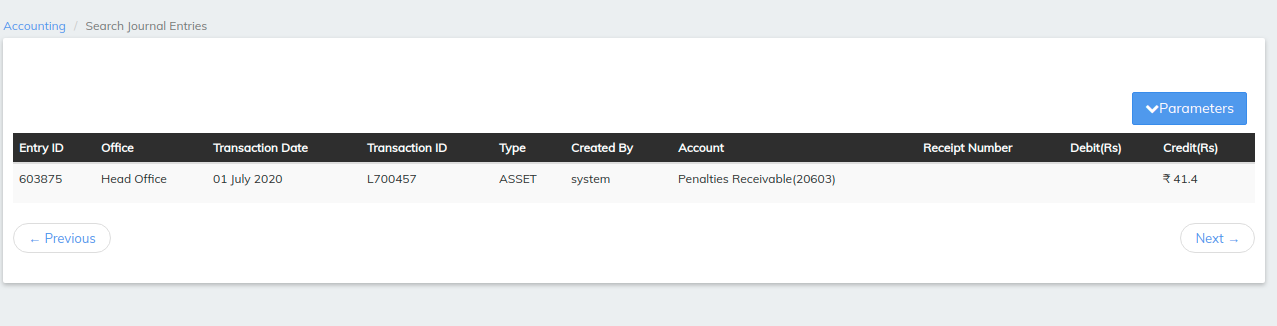 Accounting / Search Journal Entries
Parameters
Entry ID Office Transaction Date Transaction ID Type Created By Account Receipt Number Debit(Rs) Credit(Rs)
603875 Head Office 01 July 2020 L700457 ASSET system Penalties Receivable(20603) ₹ 41.4
← Previous Next →